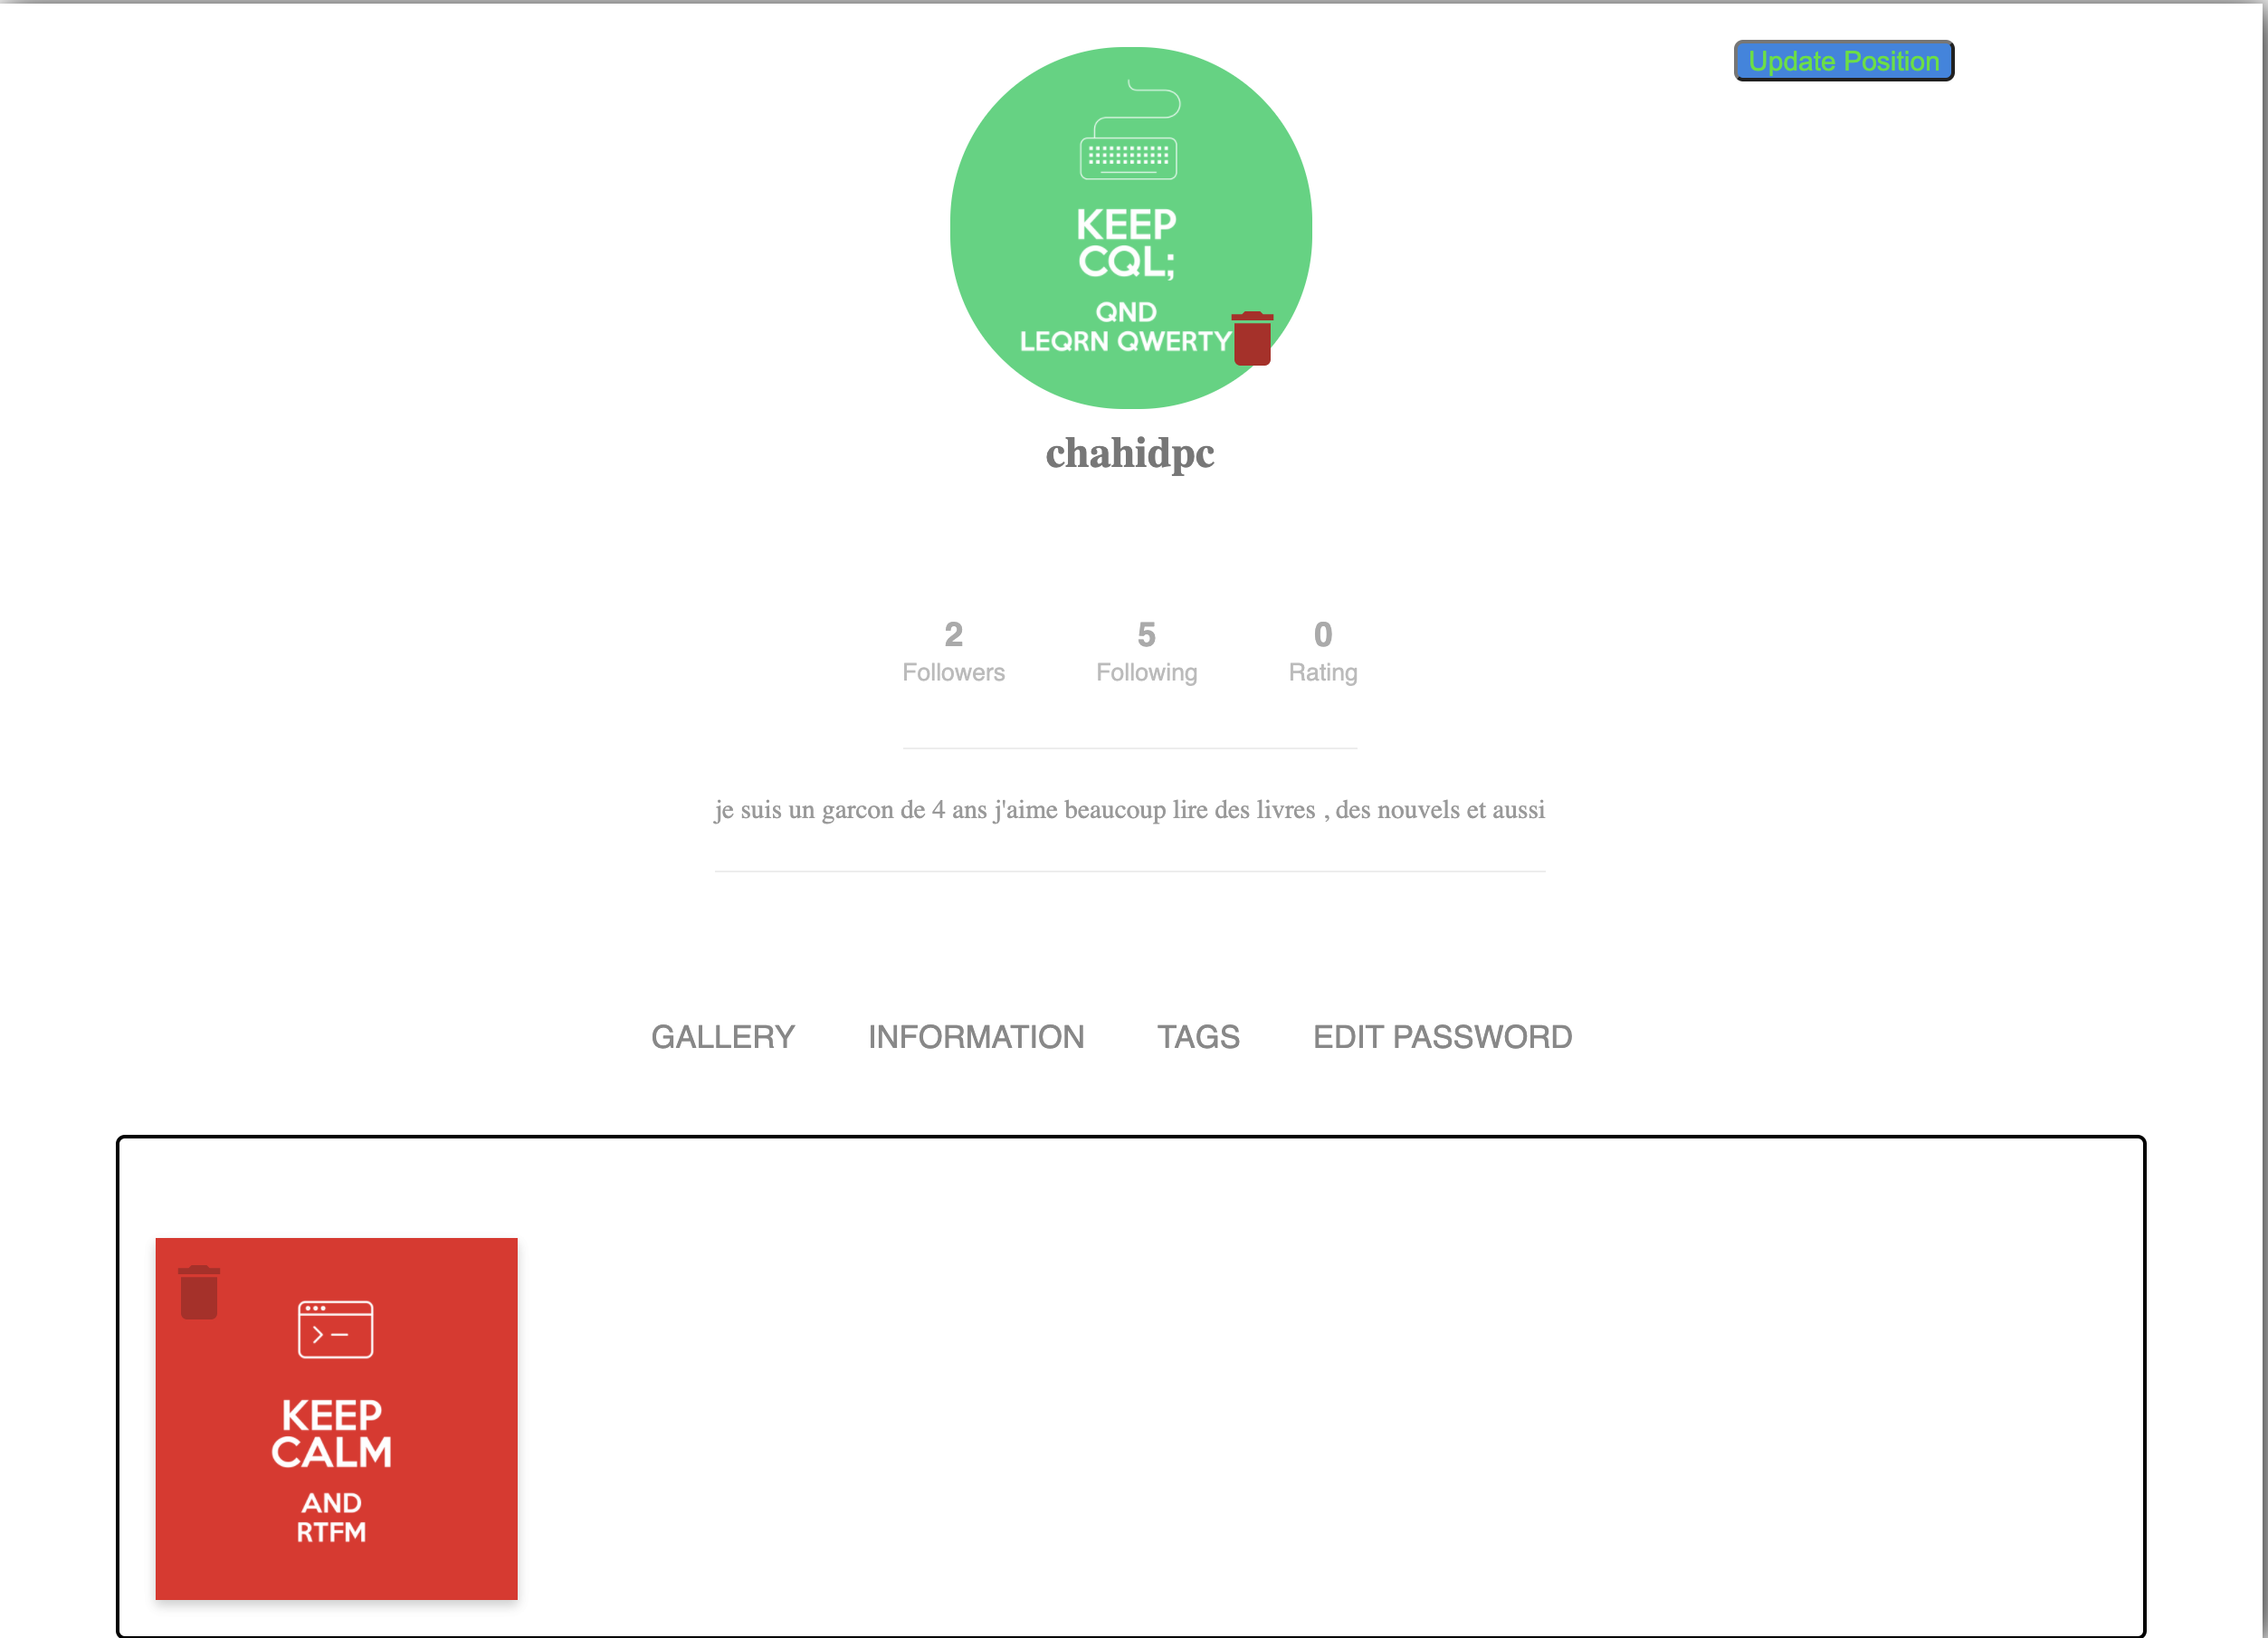 Update Position
KEEP
CQL;
QND
LEQRN QWERTY
chahidpc
2 5 0
Followers Following Rating
je suis un garcon de 4 ans j'aime beaucoup lire des livres , des nouvels et aussi
GALLERY INFORMATION TAGS EDIT PASSWORD
KEEP
CALM
AND
RTFM